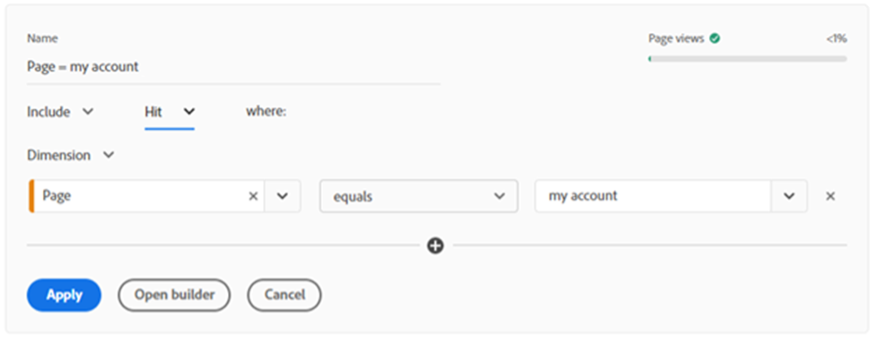 Name
Page views <1%
Page = my account
Include Hit where:
Dimension
Page equals my account
Apply Open builder Cancel